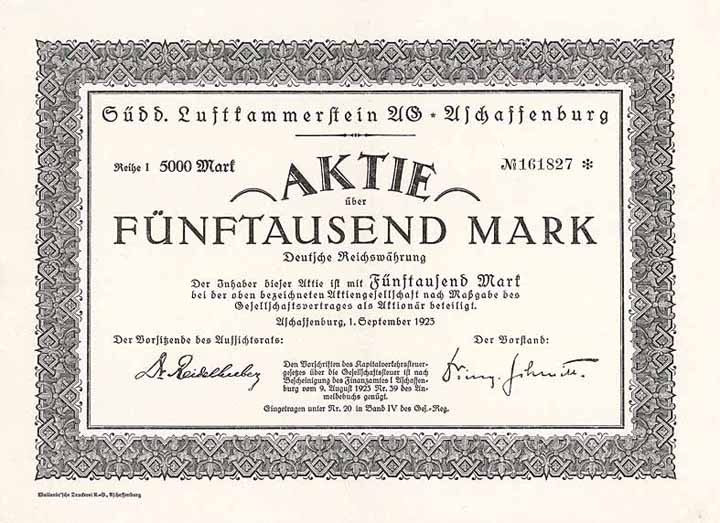 Südd. Luftkammerstein AG * Aschaffenburg
Reihe I 5000 Mark
AKTIE
№161827 *
über
FÜNFTAUSEND MARK
Deutsche Reichswährung
Der Inhaber dieser Aktie ist mit Fünftausend Mark
bei der oben bezeichneten Aktiengesellschaft nach Maßgabe des
Gesellschaftsvertrages als Aktionär beteiligt.
Aschaffenburg, 1. September 1923
Der Vorsitzende des Aufsichtsrats:
Der Vorstand:
Den Vorschriften des Kapitalverkehrsteuer-
gesetzes über die Gesellschaftsteuer ist nach
Bescheinigung des Finanzamtes I Aschaffen-
burg vom 9. August 1923 Nr. 39 des An-
meldebuchs genügt.
Eingetragen unter Nr. 20 in Band IV des Ges.-Reg.
Wailandt'sche Druckerei A.-G., Aschaffenburg